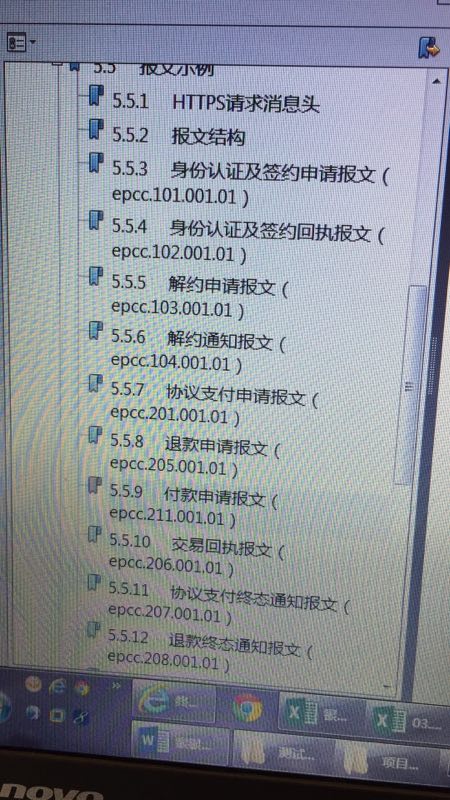 5.5 报文示例
5.5.1 HTTPS请求消息头
5.5.2 报文结构
5.5.3 身份认证及签约申请报文（
epcc.101.001.01）
5.5.4 身份认证及签约回执报文（
epcc.102.001.01）
5.5.5 解约申请报文（
epcc.103.001.01）
5.5.6 解约通知报文（
epcc.104.001.01）
5.5.7 协议支付申请报文（
epcc.201.001.01）
5.5.8 退款申请报文（
epcc.205.001.01）
5.5.9 付款申请报文（
epcc.211.001.01）
5.5.10 交易回执报文（
epcc.206.001.01）
5.5.11 协议支付终态通知报文（
epcc.207.001.01）
5.5.12 退款终态通知报文（
epcc.208.001.01）
终...
银...
03....
测试...
项目...
novo